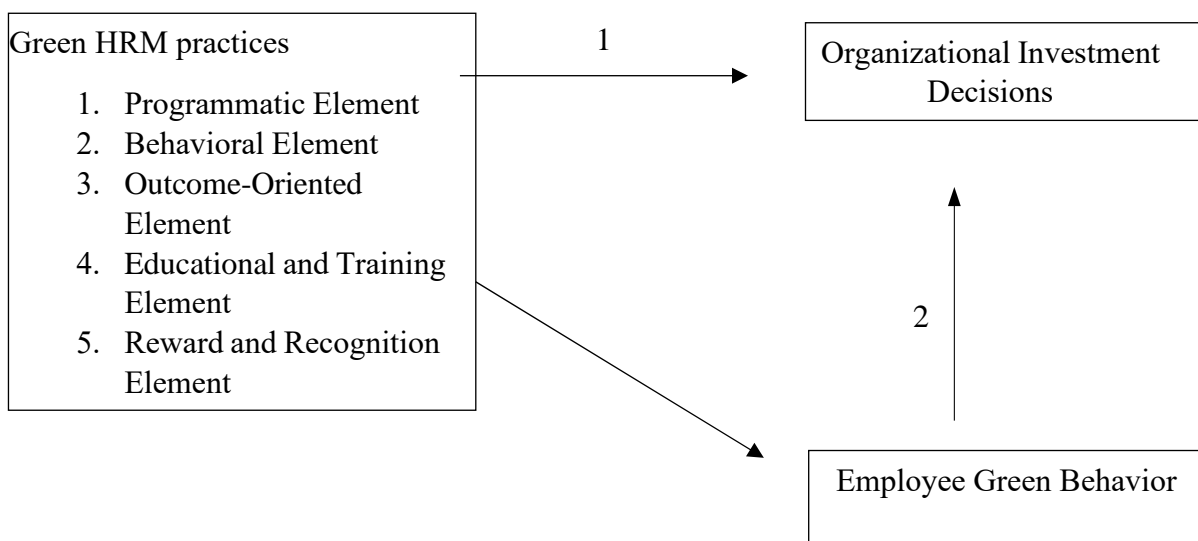 Green HRM practices
1. Programmatic Element
2. Behavioral Element
3. Outcome-Oriented
Element
4. Educational and Training
Element
5. Reward and Recognition
Element
1
Organizational Investment
Decisions
2
Employee Green Behavior